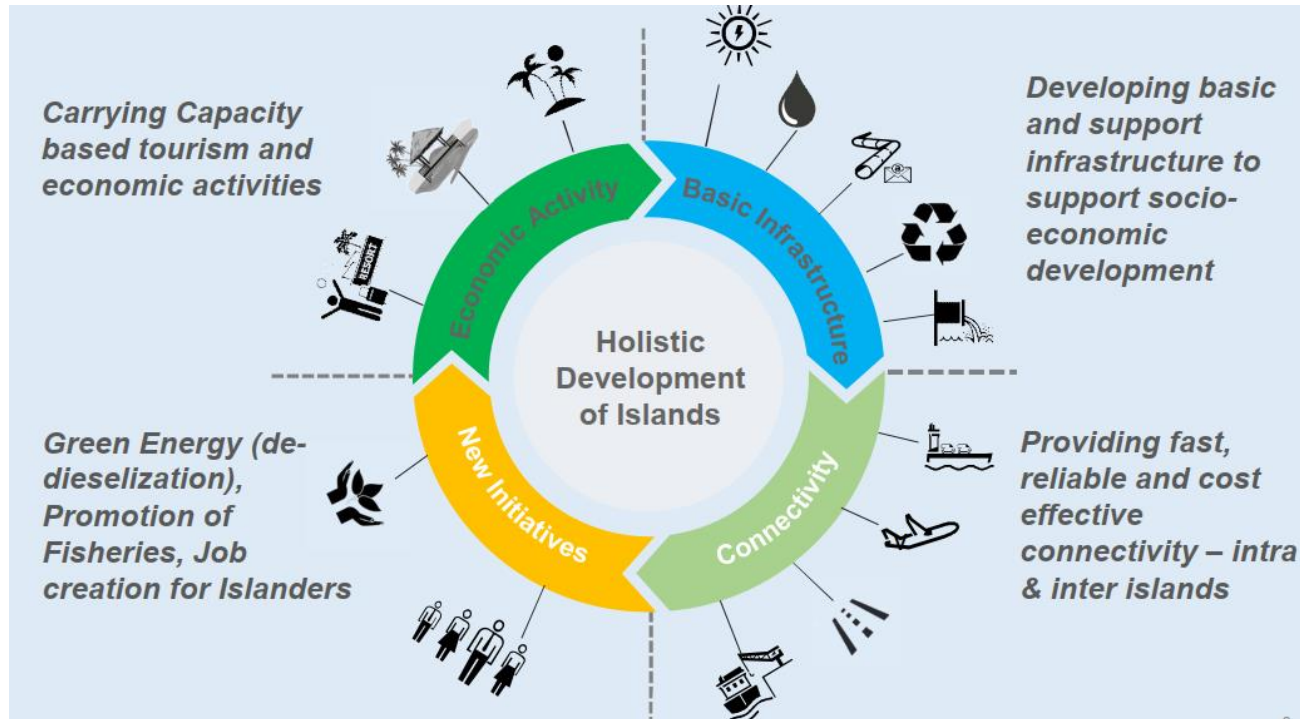 Carrying Capacity
based tourism and
economic activities
Developing basic
and support
infrastructure to
support socio-
economic
development
Economic Activity
Basic Infrastructure
RESORT
@
Holistic
Development
of Islands
New Initiatives
Connectivity
Green Energy (de-
dieselization),
Promotion of
Fisheries, Job
creation for Islanders
Providing fast,
reliable and cost
effective
connectivity – intra
& inter islands